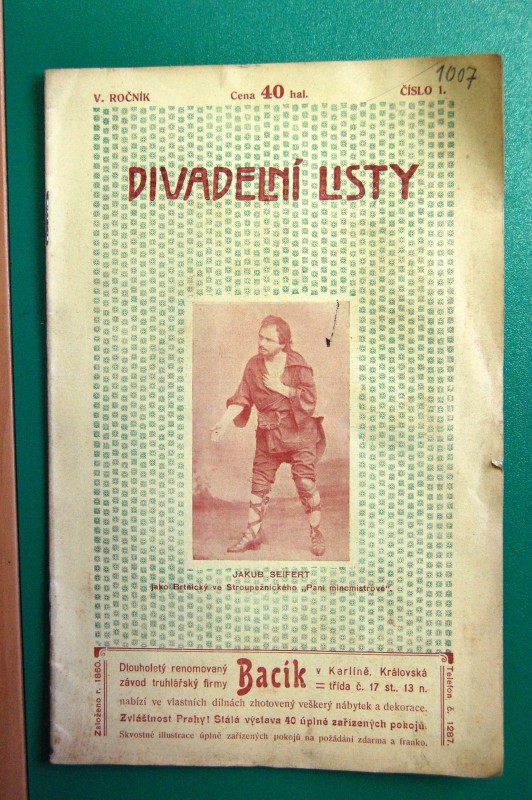 1007
V. ROČNÍK Cena 40 hal. ČÍSLO 1.
DIVADELNÍ LISTY
JAKUB SEIFERT
jako Brtnický ve Stroupežnického „Paní mincmistrové“.
Založeno r. 1860.
Dlouholetý renomovaný závod truhlářský firmy
Bacík
v Karlíně, Královská
= třída č. 17 st., 13 n.
nabízí ve vlastních dílnách zhotovený veškerý nábytek a dekorace.
Zvláštnost Prahy! Stálá výstava 40 úplně zařízených pokojů.
Skvostné illustrace úplně zařízených pokojů na požádání zdarma a franko.
Telefon č. 1287.